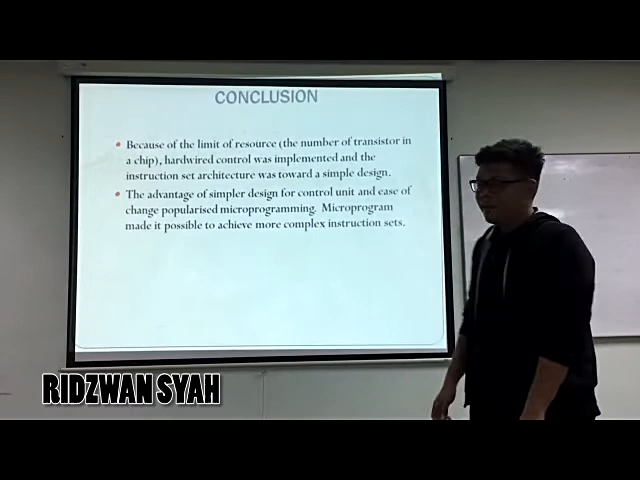 CONCLUSION
Because of the limit of resource (the number of transistor in
a chip), hardwired control was implemented and the
instruction set architecture was toward a simple design.
The advantage of simpler design for control unit and ease of
change popularised microprogramming. Microprogram
made it possible to achieve more complex instruction sets.
RIDZWAN SYAH